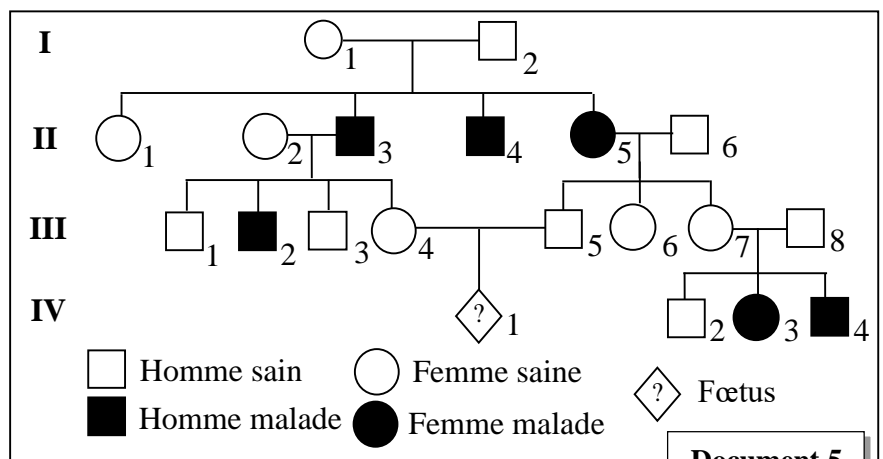 I
1
2
II
1
2
3
4
5
6
III
1
2
3
4
5
6
7
8
IV
?
1
2
3
4
Homme sain
Femme saine
? Fœtus
Homme malade
Femme malade
Document 5